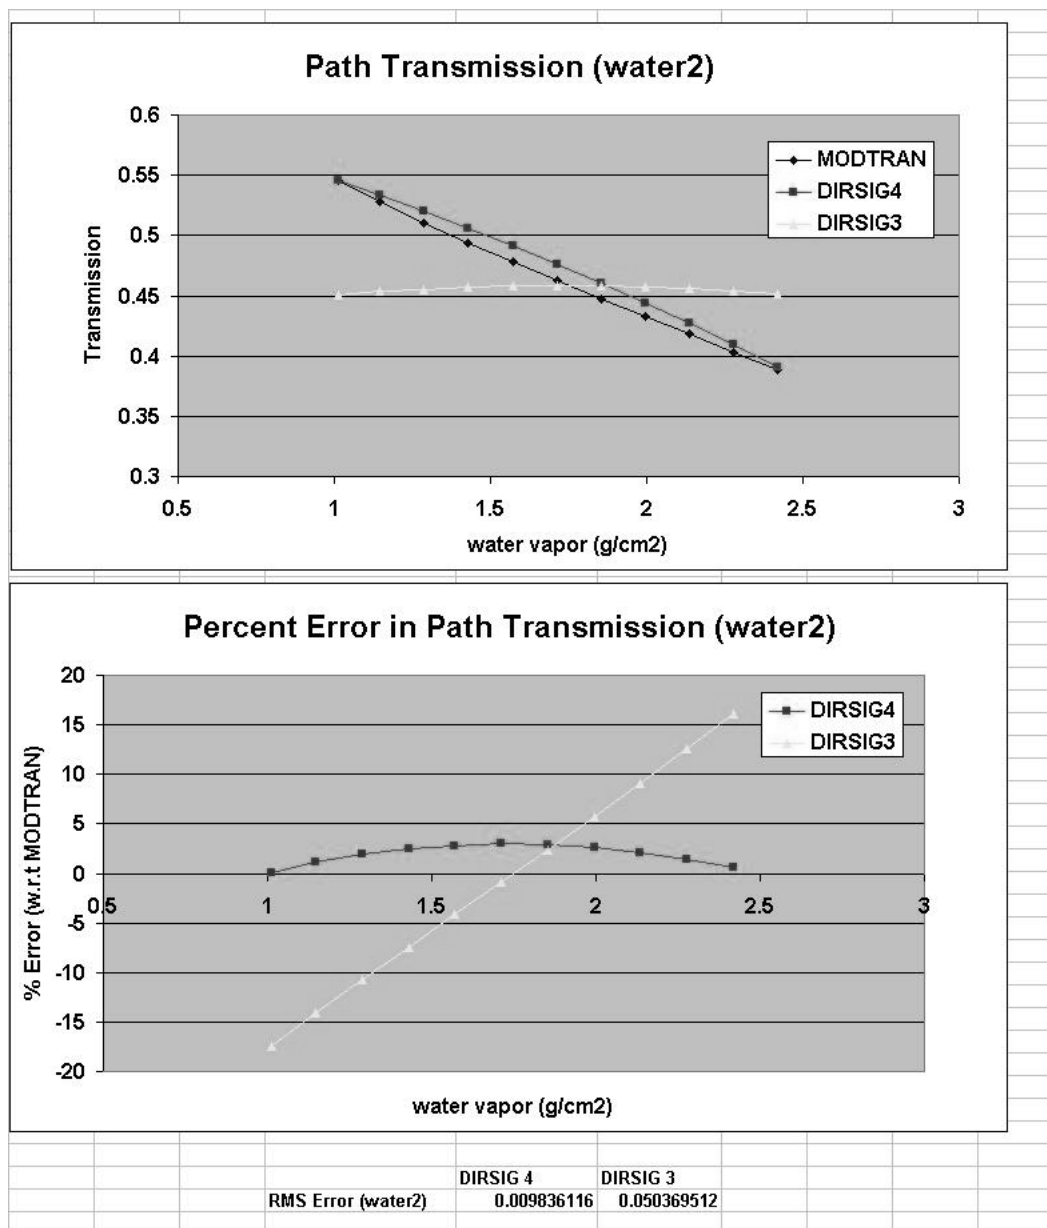 Path Transmission (water2)
0.6
0.55
0.5
0.45
0.4
0.35
0.3
Transmission
MODTRAN
DIRSIG4
DIRSIG3
0.5 1 1.5 2 2.5 3
water vapor (g/cm2)
Percent Error in Path Transmission (water2)
20
15
10
5
0
-5
-10
-15
-20
% Error (w.r.t MODTRAN)
DIRSIG4
DIRSIG3
0.5 1 1.5 2 2.5 3
water vapor (g/cm2)
DIRSIG 4 DIRSIG 3
RMS Error (water2) 0.009836116 0.050369512